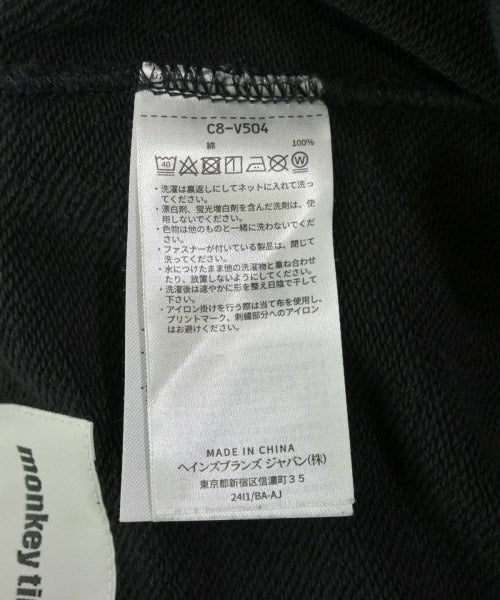 C8-V504
綿 100%
40 W
・洗濯は裏返しにしてネットに入れて洗っ
てください。
・漂白剤、蛍光増白剤を含んだ洗剤は、使
用しないでください。
・色物は他のものと一緒に洗わないでくだ
さい。
・ファスナーが付いている製品は、閉じて
洗ってください。
・水につけたまま他の洗濯物と重ね合わせ
たり、放置しないようにしてください。
・洗濯後は速やかに形を整え日陰で干して
下さい。
・アイロン掛けを行う際は当て布を使用し、
プリントマーク、刺繍部分へのアイロン
はお避けください。
MADE IN CHINA
ヘインズブランズ ジャパン(株)
東京都新宿区信濃町35
24I1/BA-AJ
monkey ti